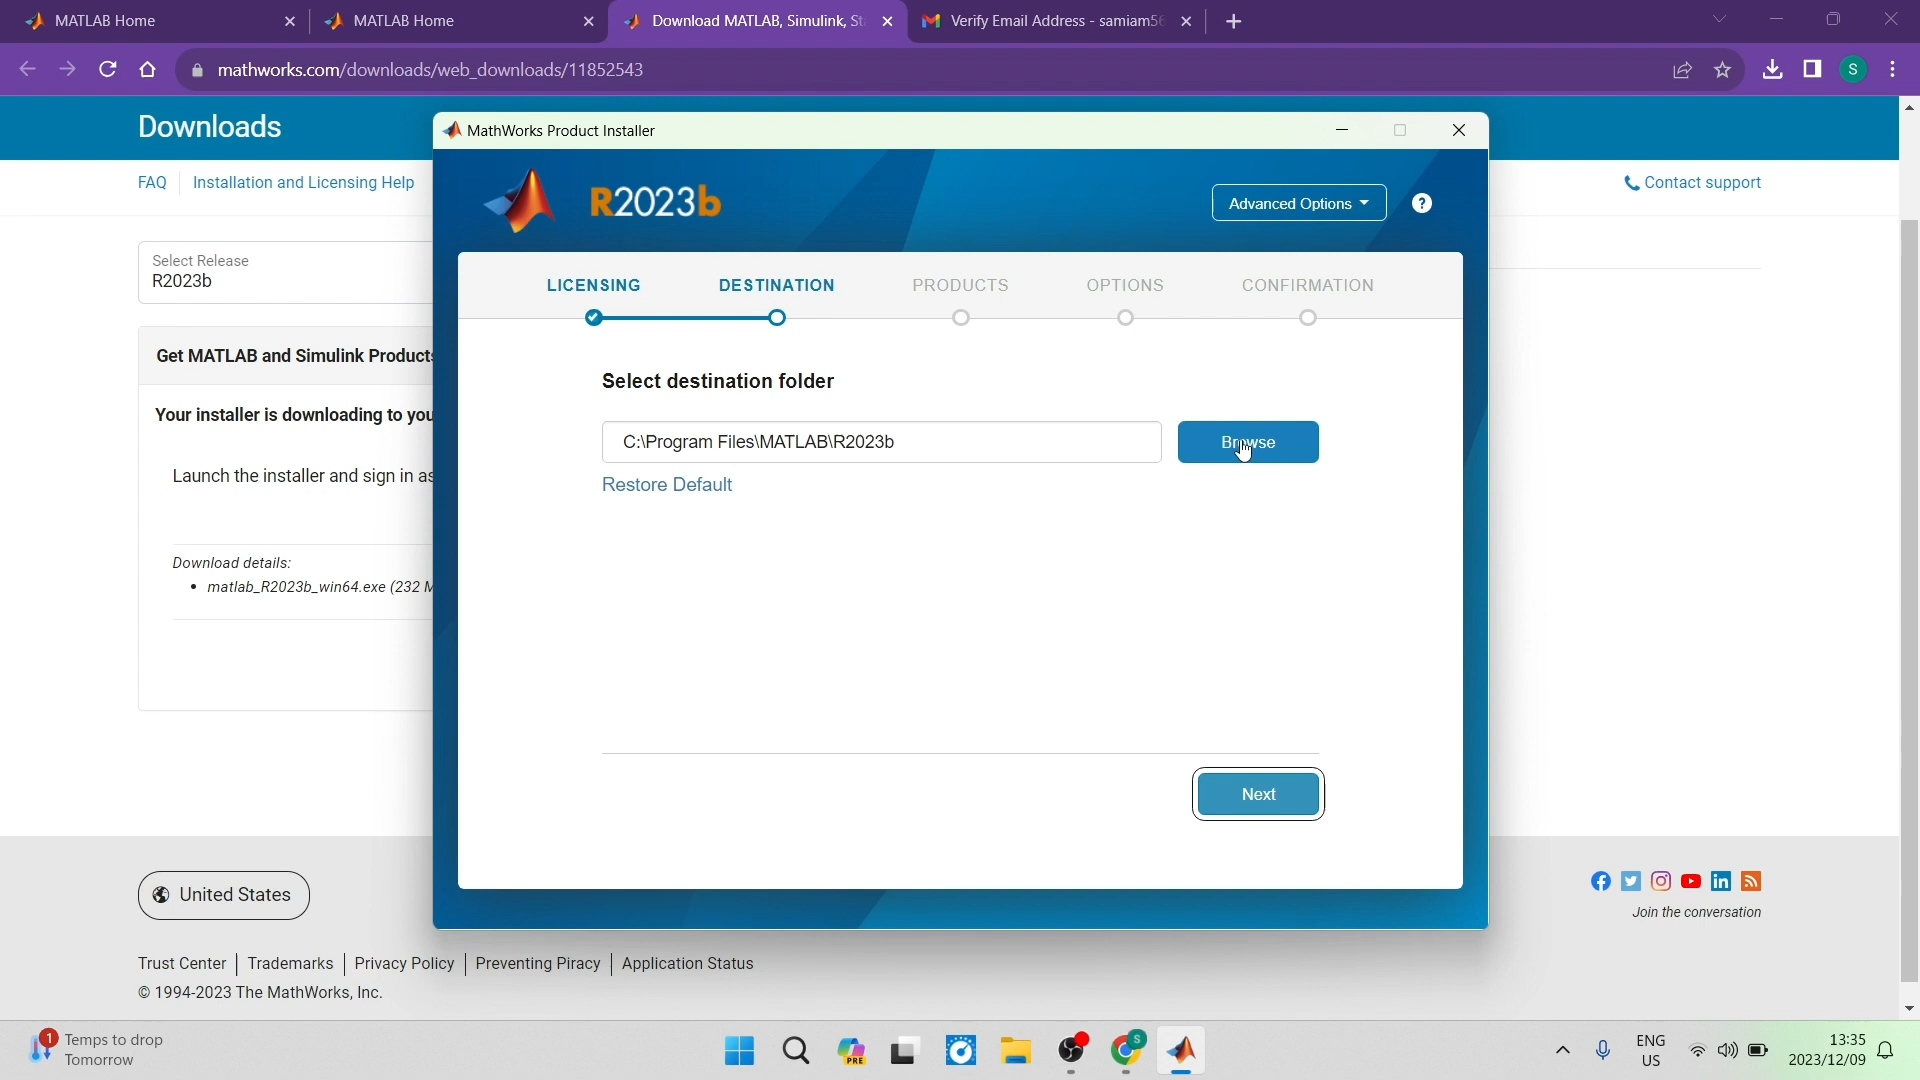 MATLAB Home
MATLAB Home
Download MATLAB, Simulink, St
Verify Email Address - samiam56
mathworks.com/downloads/web_downloads/11852543
S
Downloads
FAQ
Installation and Licensing Help
Contact support
Select Release
R2023b
Get MATLAB and Simulink Products
Your installer is downloading to you
Launch the installer and sign in as
Download details:
• matlab_R2023b_win64.exe (232 M
MathWorks Product Installer
R2023b
Advanced Options
?
LICENSING
DESTINATION
PRODUCTS
OPTIONS
CONFIRMATION
Select destination folder
C:\Program Files\MATLAB\R2023b
Browse
Restore Default
Next
United States
Join the conversation
Trust Center
Trademarks
Privacy Policy
Preventing Piracy
Application Status
© 1994-2023 The MathWorks, Inc.
1
Temps to drop
Tomorrow
PRE
S
ENG
US
13:35
2023/12/09